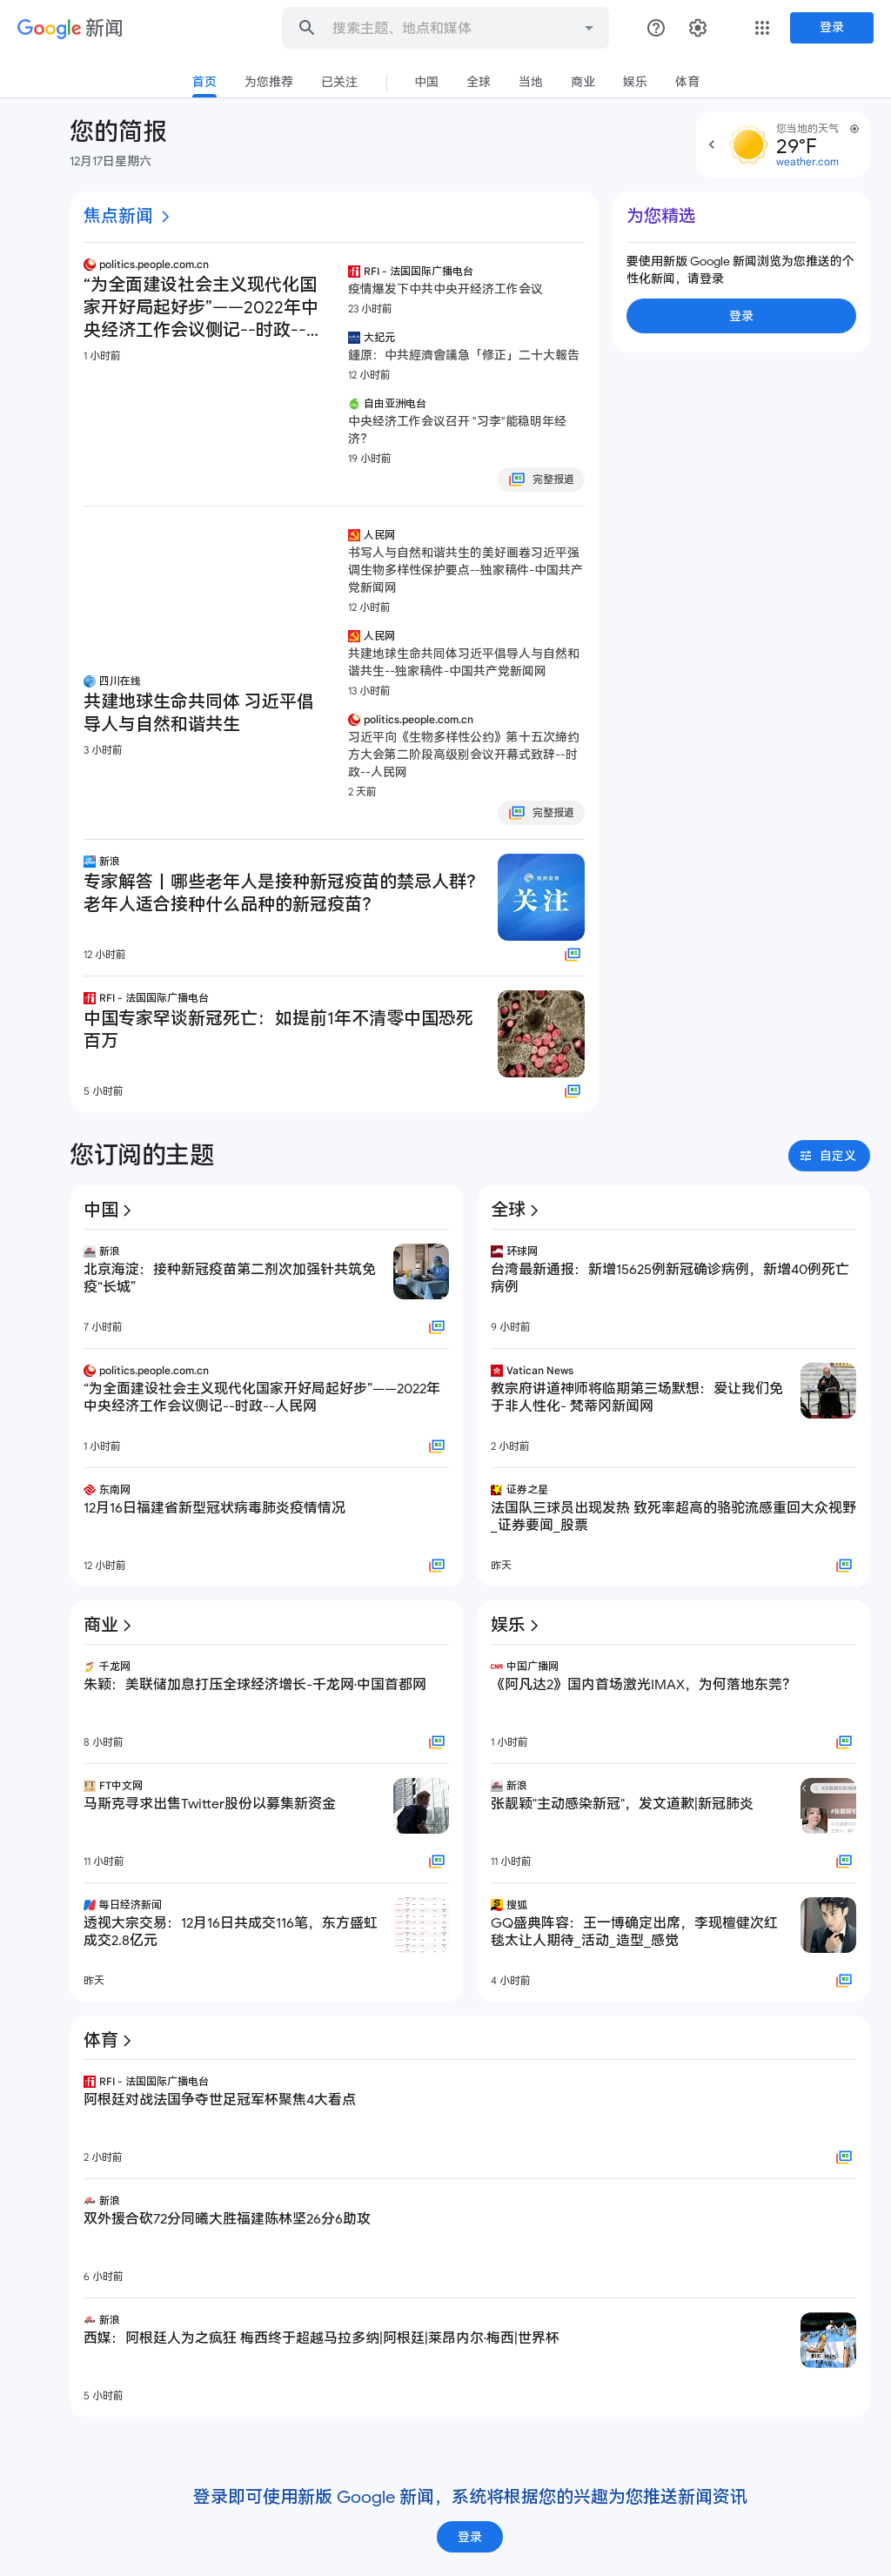 Google 新闻
搜索主题、地点和媒体
登录
首页
为您推荐
已关注
中国
全球
当地
商业
娱乐
体育
您的简报
12月17日星期六
您当地的天气
29°F
weather.com
焦点新闻
politics.people.com.cn
“为全面建设社会主义现代化国
家开好局起好步”——2022年中
央经济工作会议侧记--时政--...
1 小时前
RFI - 法国国际广播电台
疫情爆发下中共中央开经济工作会议
23 小时前
大纪元
鍾原：中共經濟會議急「修正」二十大報告
12 小时前
自由亚洲电台
中央经济工作会议召开 "习李"能稳明年经
济？
19 小时前
完整报道
四川在线
共建地球生命共同体 习近平倡
导人与自然和谐共生
3 小时前
人民网
书写人与自然和谐共生的美好画卷习近平强
调生物多样性保护要点--独家稿件-中国共产
党新闻网
12 小时前
人民网
共建地球生命共同体习近平倡导人与自然和
谐共生--独家稿件-中国共产党新闻网
13 小时前
politics.people.com.cn
习近平向《生物多样性公约》第十五次缔约
方大会第二阶段高级别会议开幕式致辞--时
政--人民网
2 天前
完整报道
新浪
专家解答丨哪些老年人是接种新冠疫苗的禁忌人群？
老年人适合接种什么品种的新冠疫苗？
12 小时前
杭州发布
关注
RFI - 法国国际广播电台
中国专家罕谈新冠死亡：如提前1年不清零中国恐死
百万
5 小时前
为您精选
要使用新版 Google 新闻浏览为您推送的个
性化新闻，请登录
登录
您订阅的主题
自定义
中国
新浪
北京海淀：接种新冠疫苗第二剂次加强针共筑免
疫“长城”
7 小时前
politics.people.com.cn
“为全面建设社会主义现代化国家开好局起好步”——2022年
中央经济工作会议侧记--时政--人民网
1 小时前
东南网
12月16日福建省新型冠状病毒肺炎疫情情况
12 小时前
全球
环球网
台湾最新通报：新增15625例新冠确诊病例，新增40例死亡
病例
9 小时前
Vatican News
教宗府讲道神师将临期第三场默想：爱让我们免
于非人性化- 梵蒂冈新闻网
2 小时前
证券之星
法国队三球员出现发热 致死率超高的骆驼流感重回大众视野
_证券要闻_股票
昨天
商业
千龙网
朱颖：美联储加息打压全球经济增长-千龙网·中国首都网
8 小时前
FT中文网
马斯克寻求出售Twitter股份以募集新资金
11 小时前
每日经济新闻
透视大宗交易：12月16日共成交116笔，东方盛虹
成交2.8亿元
昨天
娱乐
中国广播网
《阿凡达2》国内首场激光IMAX，为何落地东莞？
1 小时前
新浪
张靓颖"主动感染新冠"，发文道歉|新冠肺炎
11 小时前
搜狐
GQ盛典阵容：王一博确定出席，李现檀健次红
毯太让人期待_活动_造型_感觉
4 小时前
体育
RFI - 法国国际广播电台
阿根廷对战法国争夺世足冠军杯聚焦4大看点
2 小时前
新浪
双外援合砍72分同曦大胜福建陈林坚26分6助攻
6 小时前
新浪
西媒：阿根廷人为之疯狂 梅西终于超越马拉多纳|阿根廷|莱昂内尔·梅西|世界杯
5 小时前
登录即可使用新版 Google 新闻，系统将根据您的兴趣为您推送新闻资讯
登录